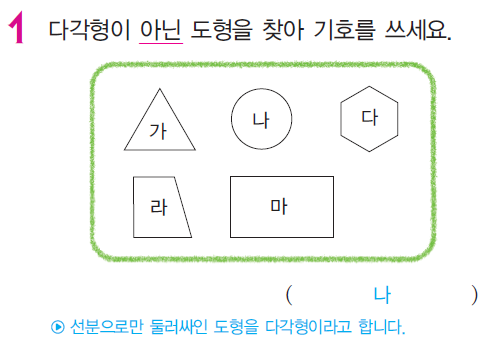 1 다각형이 아닌 도형을 찾아 기호를 쓰세요.
가 나 다
라 마
( 나 )
선분으로만 둘러싸인 도형을 다각형이라고 합니다.